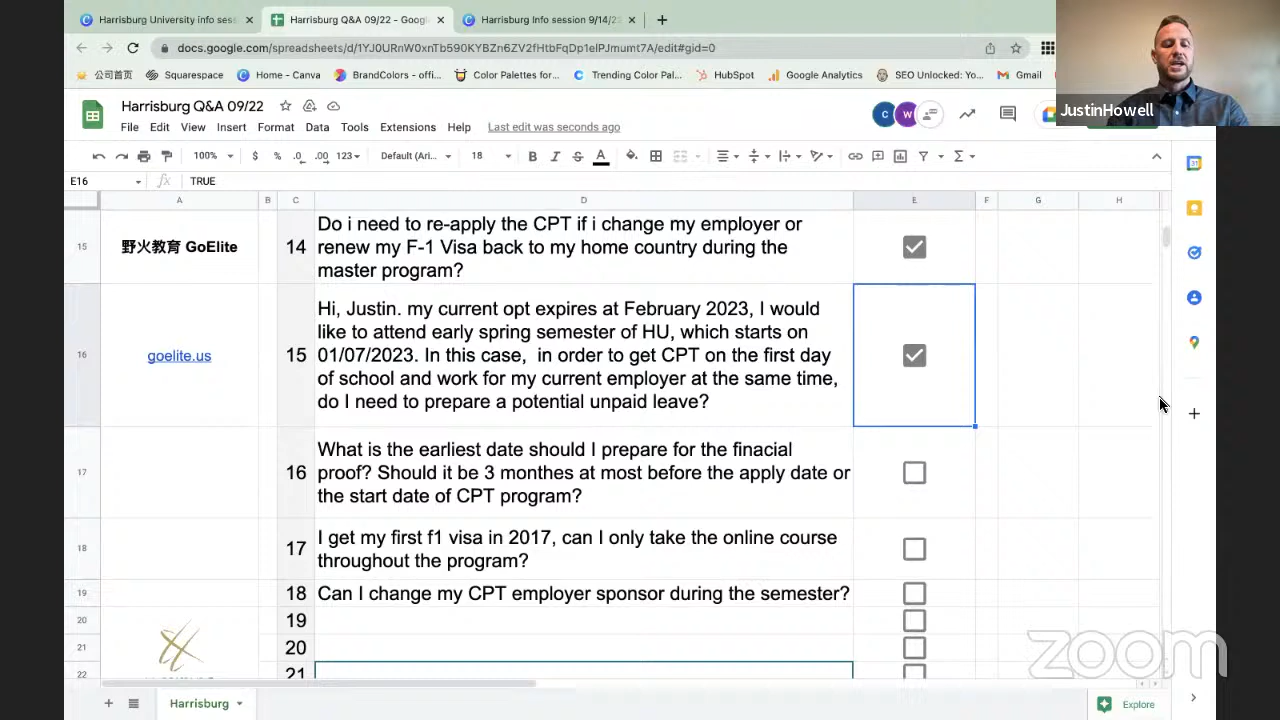 Harrisburg University info sess
Harrisburg Q&A 09/22 - Google
Harrisburg Info session 9/14/22
docs.google.com/spreadsheets/d/1YJ0URnW0xnTb590KYBZn6ZV2fHtbFqDp1eIPJmumt7A/edit#gid=0
公司首页
Squarespace
Home - Canva
BrandColors - offi...
Color Palettes for...
Trending Color Pal...
HubSpot
Google Analytics
SEO Unlocked: Yo...
Gmail
JustinHowell
Harrisburg Q&A 09/22
C
W
File Edit View Insert Format Data Tools Extensions Help Last edit was seconds ago
100% $ % .0 .00 123 Default (Ari... 18 B I S A
E16 fx TRUE
A B C D E F G H
15 野火教育 GoElite 14
Do i need to re-apply the CPT if i change my employer or
renew my F-1 Visa back to my home country during the
master program?
16 goelite.us 15
Hi, Justin. my current opt expires at February 2023, I would
like to attend early spring semester of HU, which starts on
01/07/2023. In this case, in order to get CPT on the first day
of school and work for my current employer at the same time,
do I need to prepare a potential unpaid leave?
17 16
What is the earliest date should I prepare for the finacial
proof? Should it be 3 monthes at most before the apply date or
the start date of CPT program?
18 17
I get my first f1 visa in 2017, can I only take the online course
throughout the program?
19 18 Can I change my CPT employer sponsor during the semester?
20 19
21 20
22 21
zoom
Harrisburg
Explore